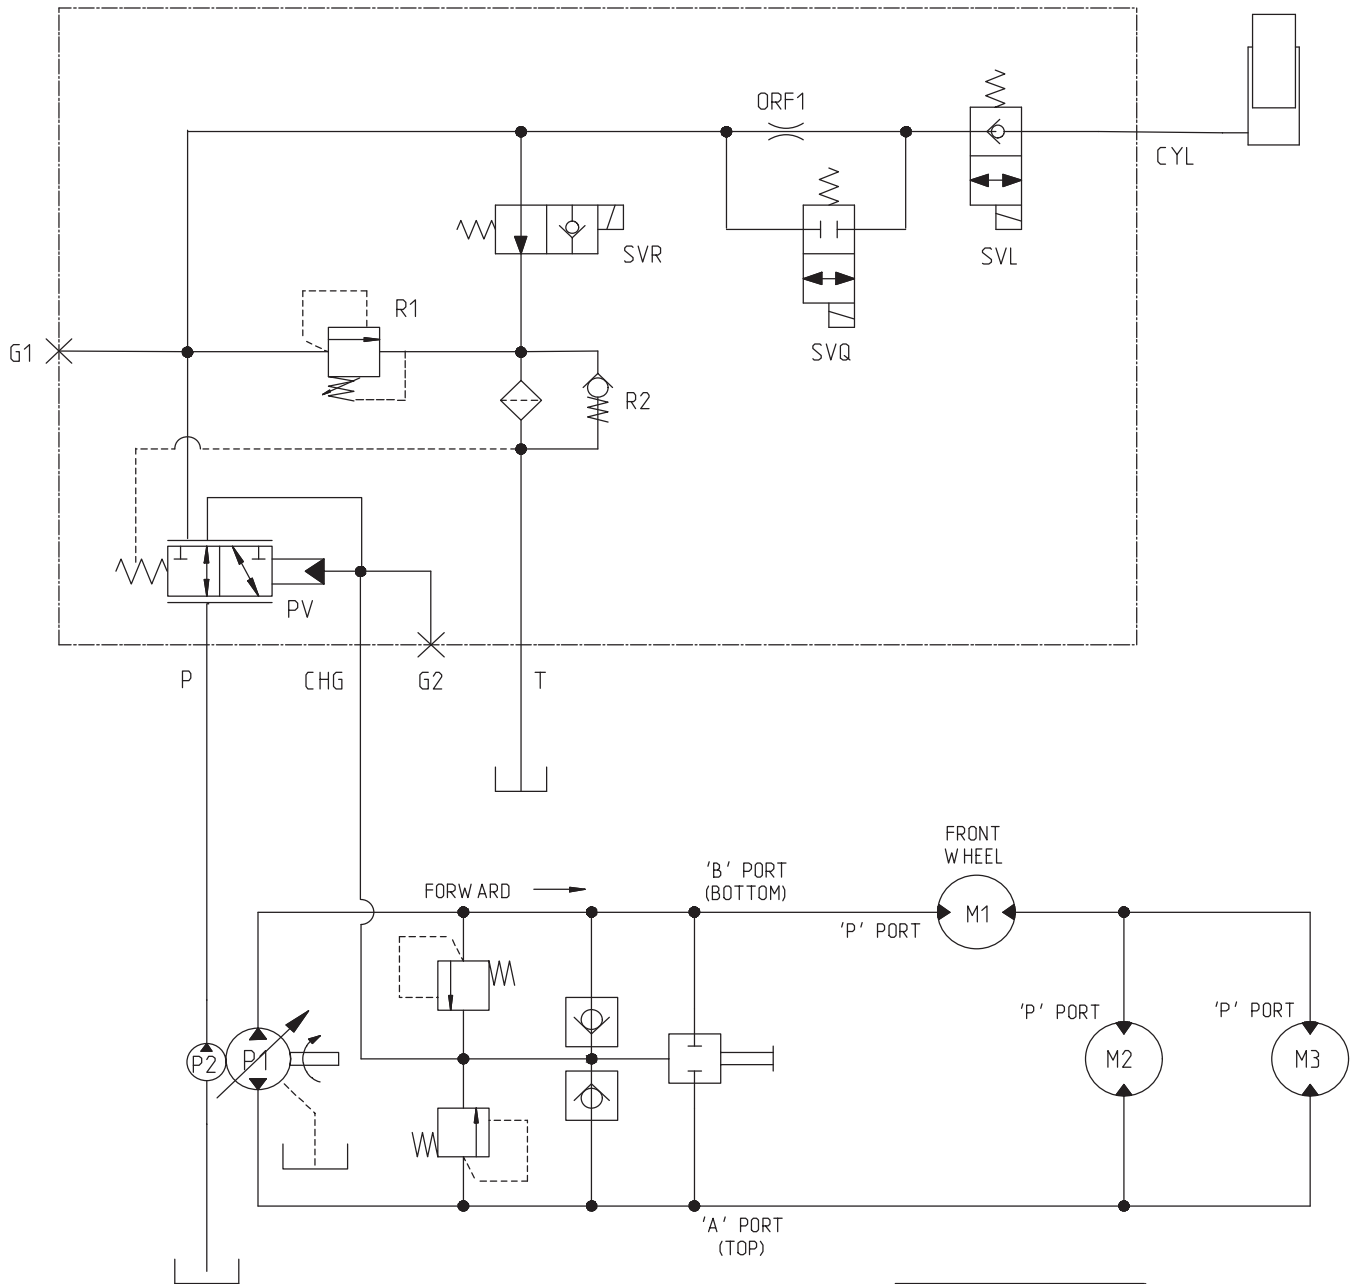 ORF1
CYL
SVR
SVL
R1
G1
SVQ
R2
PV
P
CHG
G2
T
FRONT
WHEEL
'B' PORT
(BOTTOM)
FORWARD
M1
'P' PORT
'P' PORT
'P' PORT
P2
P1
M2
M3
'A' PORT
(TOP)